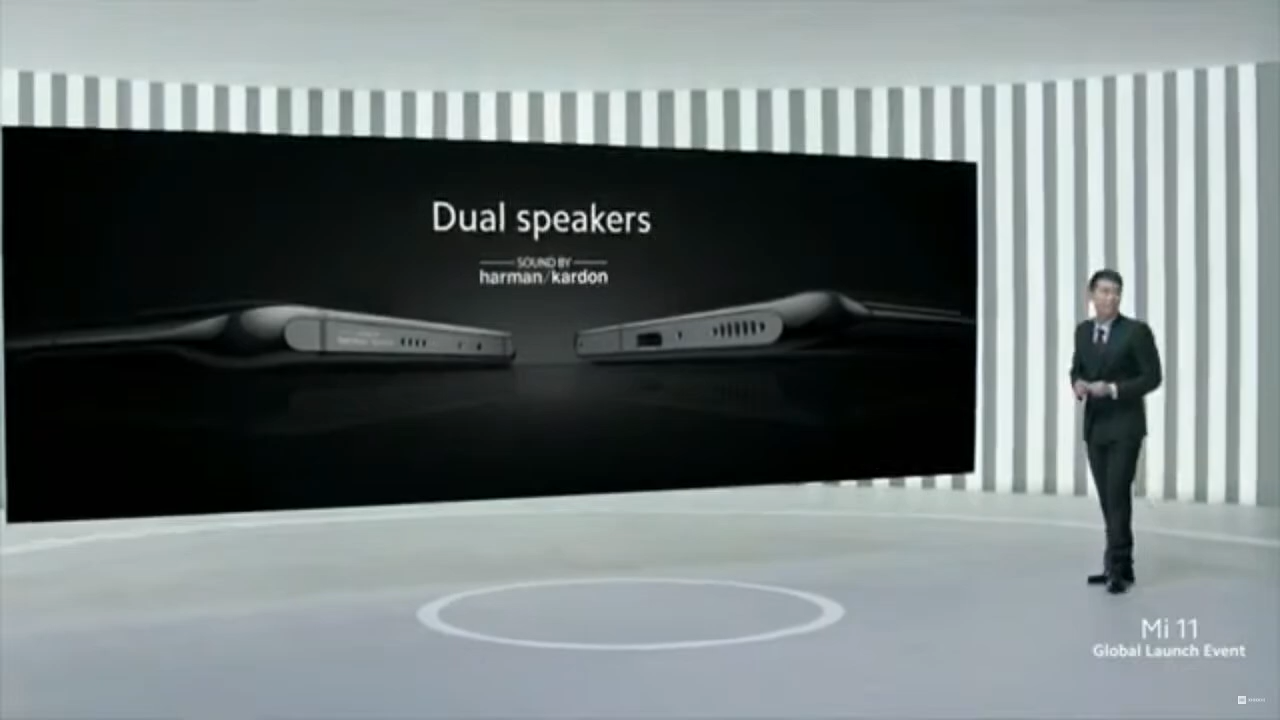 Dual speakers
SOUND BY
harman/kardon
Mi 11
Global Launch Event